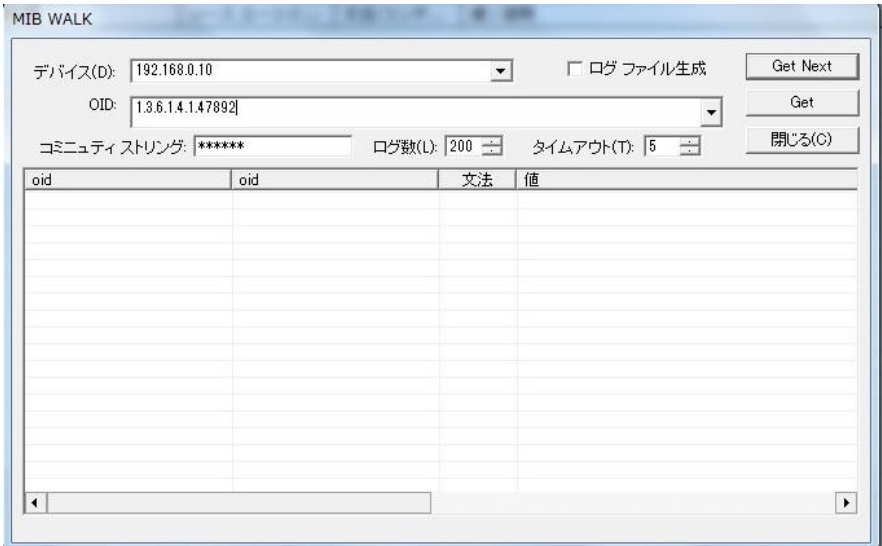 MIB WALK
デバイス(D): 192.168.0.10 ログ ファイル生成 Get Next
OID: 1.3.6.1.4.1.47892 Get
コミニュティ ストリング: ****** ログ数(L): 200 タイムアウト(T): 5 閉じる(C)
oid oid 文法 値